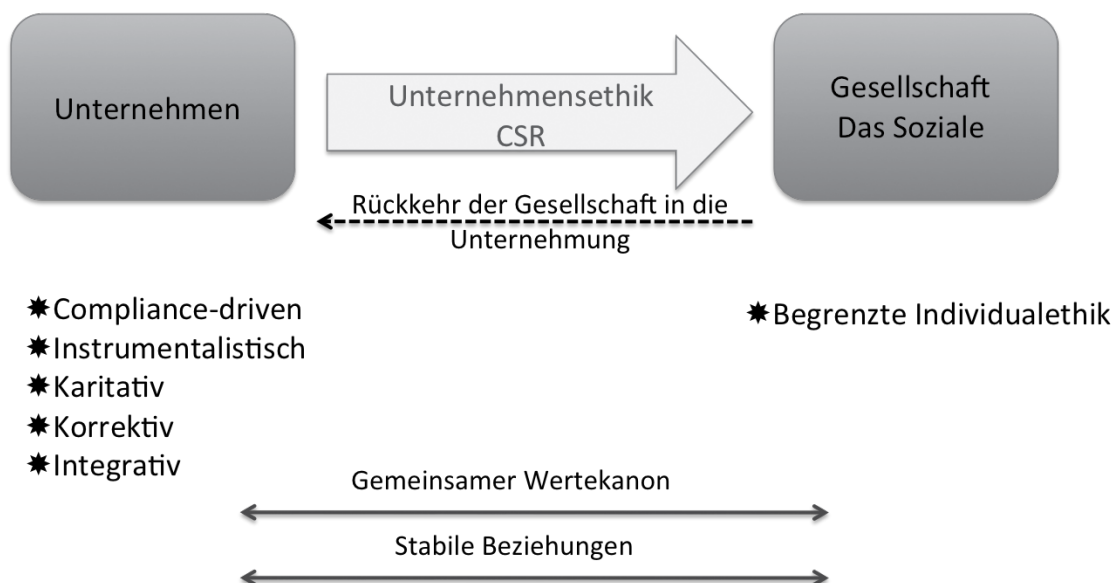 Unternehmen
Unternehmensethik
CSR
Gesellschaft
Das Soziale
Rückkehr der Gesellschaft in die
Unternehmung
✷Compliance-driven
✷Instrumentalistisch
✷Karitativ
✷Korrektiv
✷Integrativ
✷Begrenzte Individualethik
Gemeinsamer Wertekanon
Stabile Beziehungen